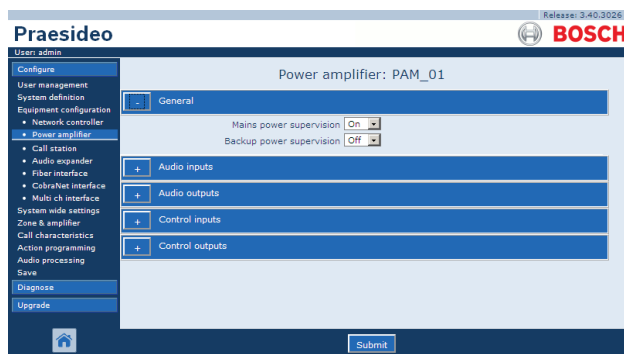 Release: 3.40.3026
Praesideo
BOSCH
User: admin
Configure
User management
System definition
Equipment configuration
• Network controller
• Power amplifier
• Call station
• Audio expander
• Fiber interface
• CobraNet interface
• Multi ch interface
System wide settings
Zone & amplifier
Call characteristics
Action programming
Audio processing
Save
Diagnose
Upgrade
Power amplifier: PAM_01
- General
Mains power supervision On
Backup power supervision Off
+ Audio inputs
+ Audio outputs
+ Control inputs
+ Control outputs
Submit